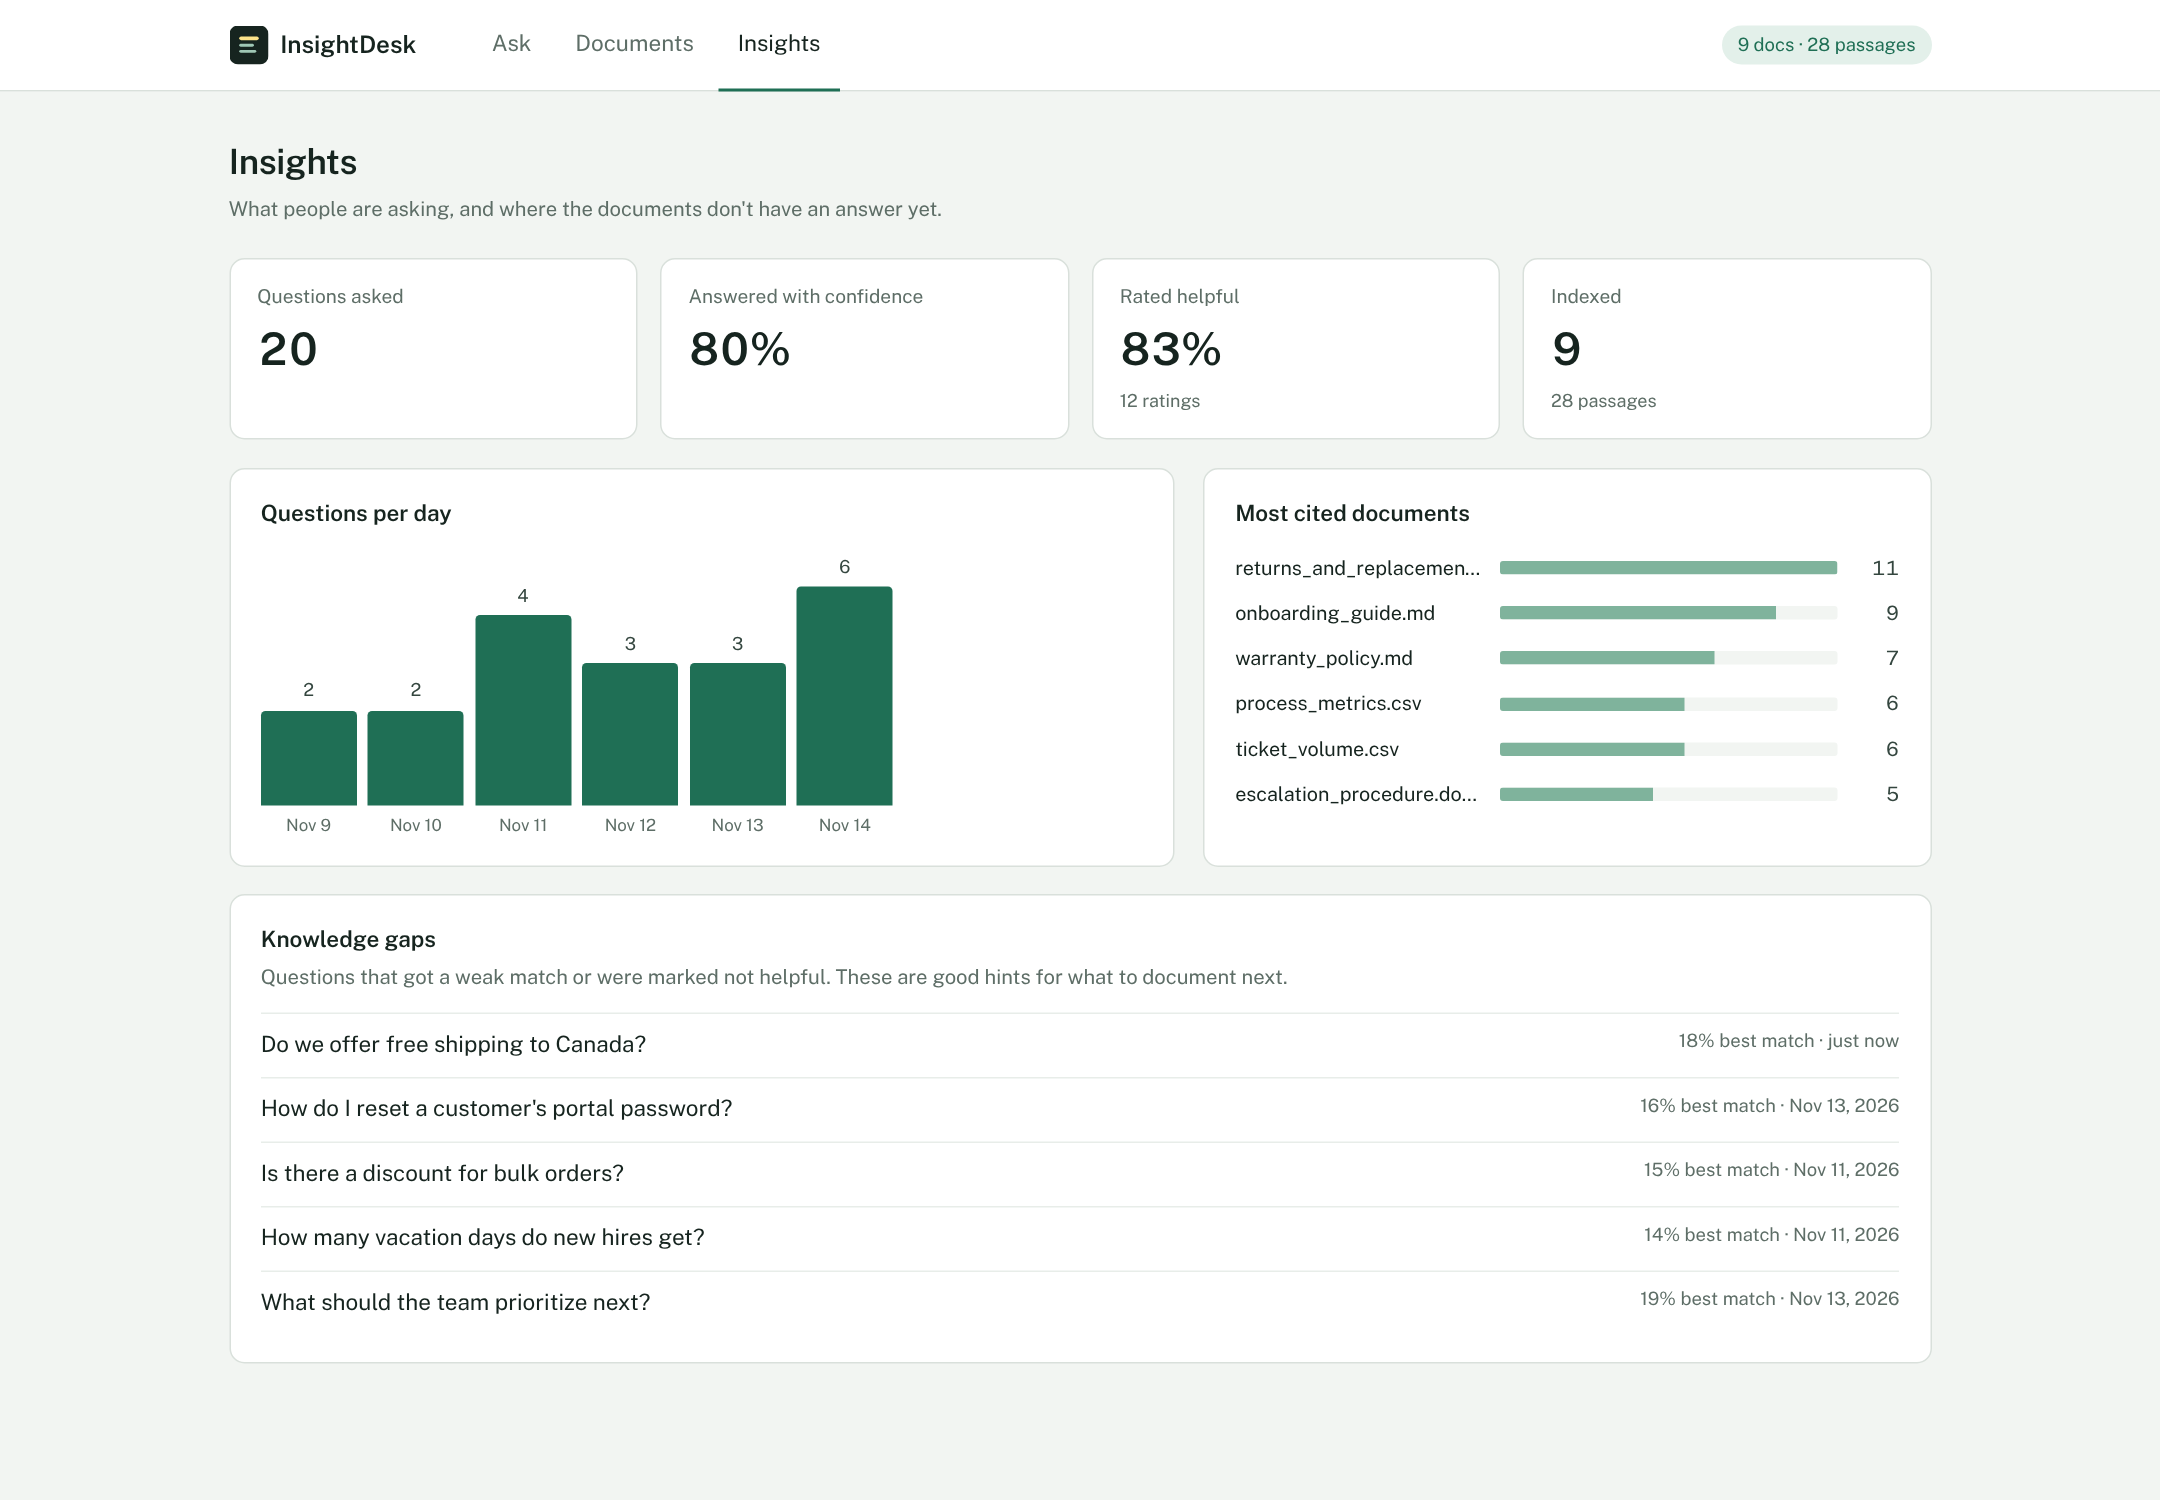 InsightDesk
Ask
Documents
Insights
9 docs · 28 passages
Insights
What people are asking, and where the documents don't have an answer yet.
Questions asked
20
Answered with confidence
80%
Rated helpful
83%
12 ratings
Indexed
9
28 passages
Questions per day
2
2
4
3
3
6
Nov 9
Nov 10
Nov 11
Nov 12
Nov 13
Nov 14
Most cited documents
returns_and_replacemen... 11
onboarding_guide.md 9
warranty_policy.md 7
process_metrics.csv 6
ticket_volume.csv 6
escalation_procedure.do... 5
Knowledge gaps
Questions that got a weak match or were marked not helpful. These are good hints for what to document next.
Do we offer free shipping to Canada? 18% best match · just now
How do I reset a customer's portal password? 16% best match · Nov 13, 2026
Is there a discount for bulk orders? 15% best match · Nov 11, 2026
How many vacation days do new hires get? 14% best match · Nov 11, 2026
What should the team prioritize next? 19% best match · Nov 13, 2026